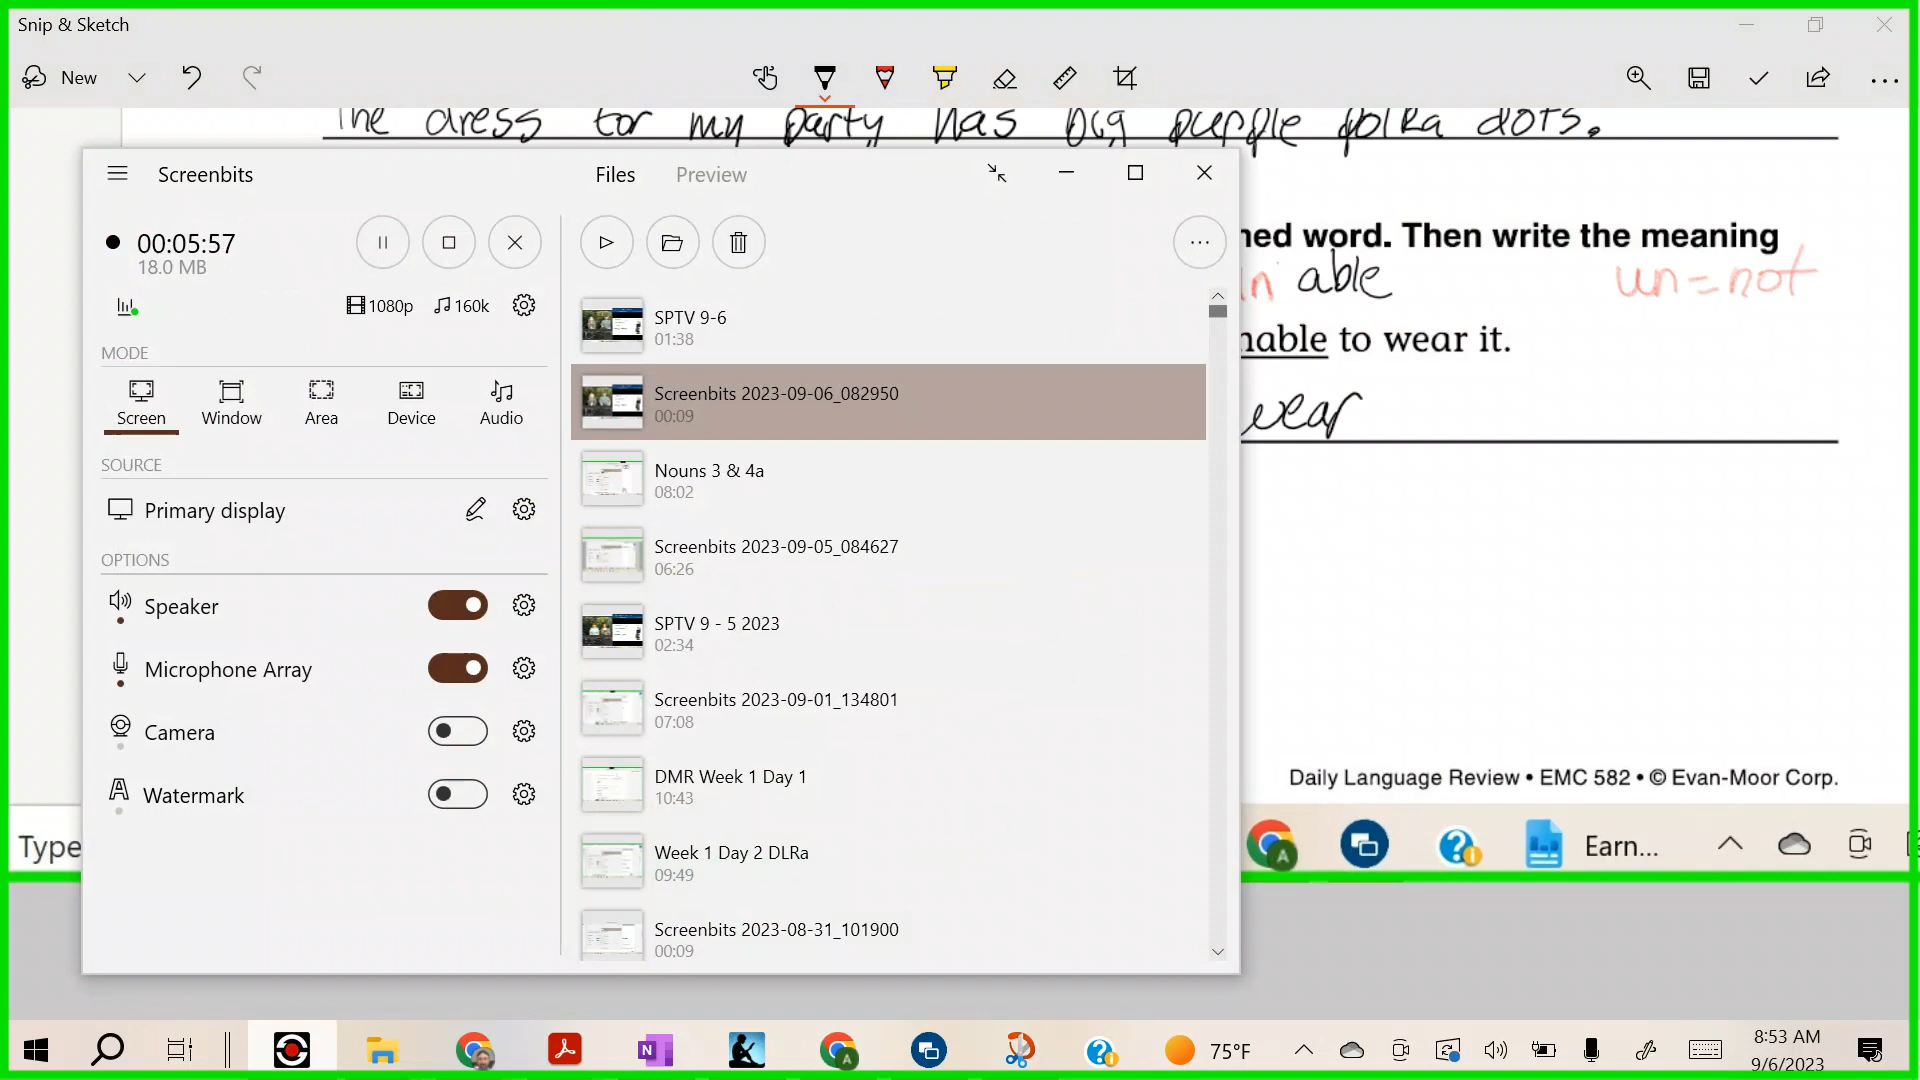 Snip & Sketch
New
The dress for my party has big purple polka dots.
Screenbits
Files
Preview
00:05:57
18.0 MB
1080p
160k
MODE
Screen
Window
Area
Device
Audio
SOURCE
Primary display
OPTIONS
Speaker
Microphone Array
Camera
Watermark
SPTV 9-6
01:38
Screenbits 2023-09-06_082950
00:09
Nouns 3 & 4a
08:02
Screenbits 2023-09-05_084627
06:26
SPTV 9 - 5 2023
02:34
Screenbits 2023-09-01_134801
07:08
DMR Week 1 Day 1
10:43
Week 1 Day 2 DLRa
09:49
Screenbits 2023-08-31_101900
00:09
ned word. Then write the meaning
able
un=not
nable to wear it.
wear
Daily Language Review • EMC 582 • © Evan-Moor Corp.
Type
Earn...
75°F
8:53 AM
9/6/2023